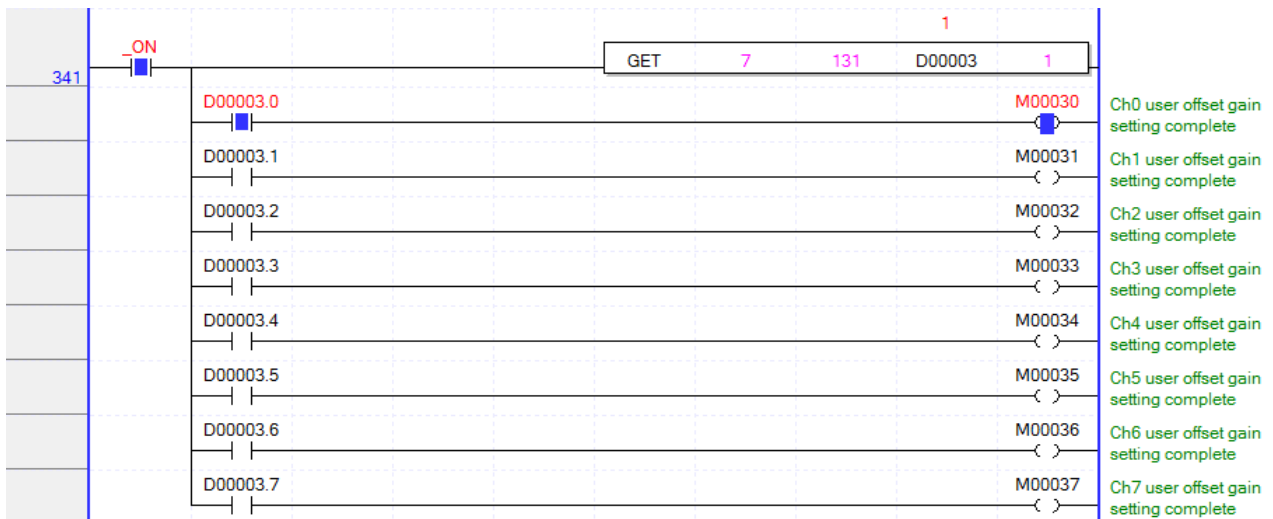 1
_ON
GET 7 131 D00003 1
341
D00003.0 M00030 Ch0 user offset gain
setting complete
D00003.1 M00031 Ch1 user offset gain
setting complete
D00003.2 M00032 Ch2 user offset gain
setting complete
D00003.3 M00033 Ch3 user offset gain
setting complete
D00003.4 M00034 Ch4 user offset gain
setting complete
D00003.5 M00035 Ch5 user offset gain
setting complete
D00003.6 M00036 Ch6 user offset gain
setting complete
D00003.7 M00037 Ch7 user offset gain
setting complete